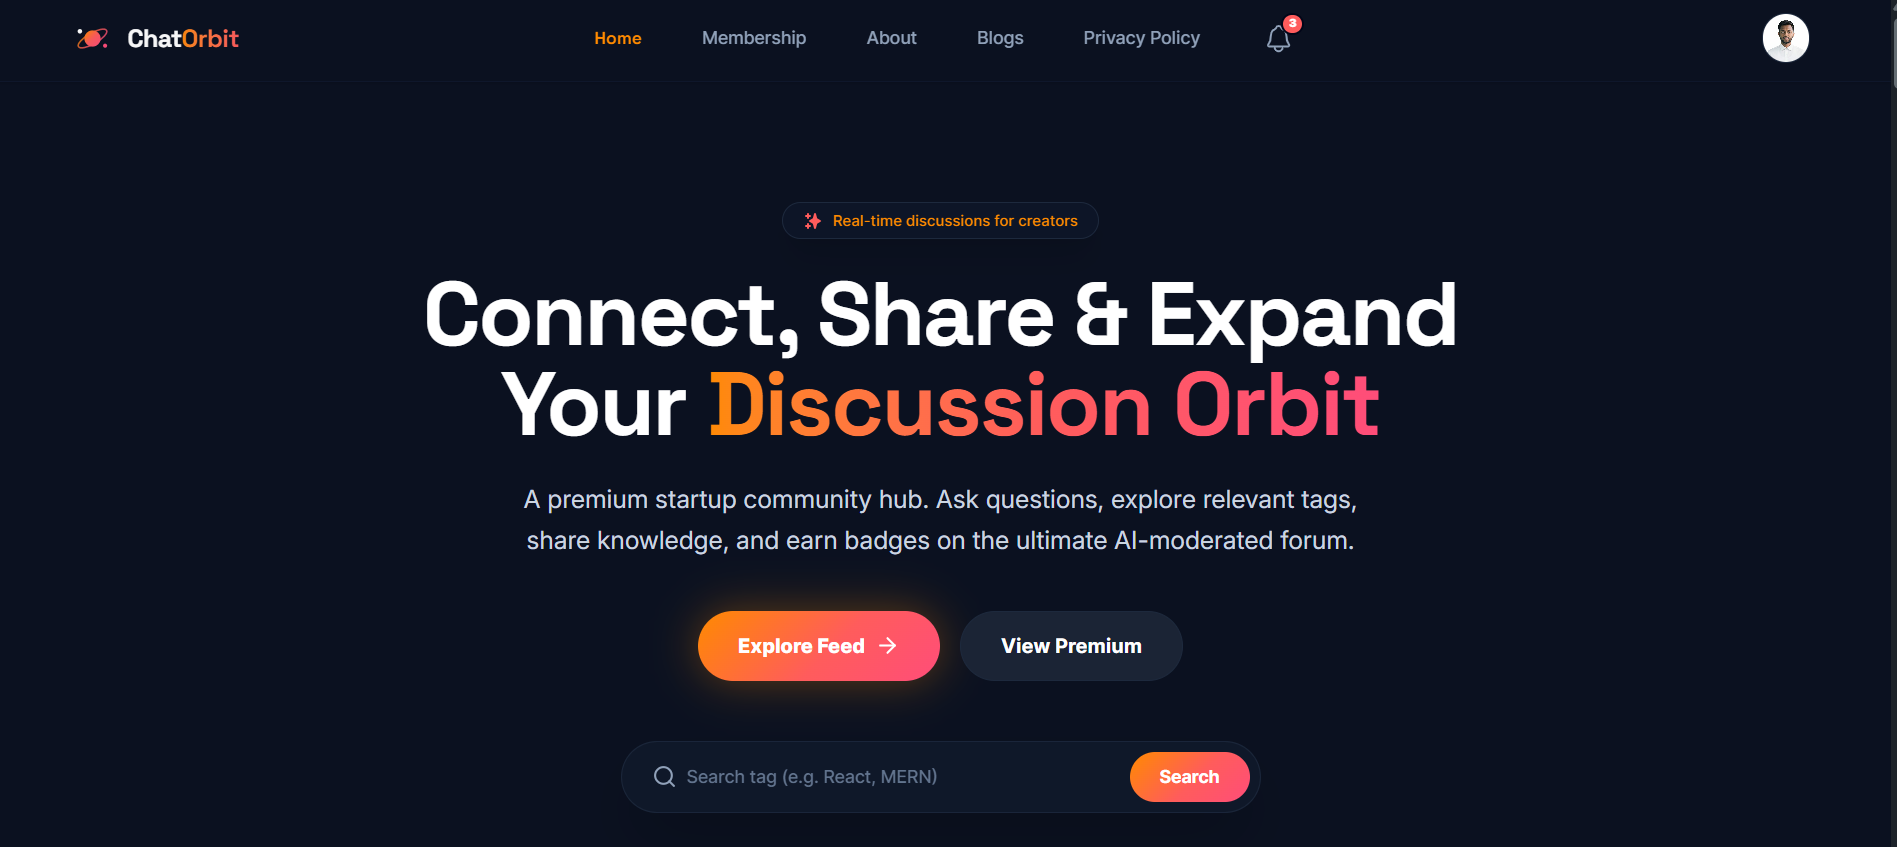 ChatOrbit
Home
Membership
About
Blogs
Privacy Policy
3
Real-time discussions for creators
Connect, Share & Expand
Your Discussion Orbit
A premium startup community hub. Ask questions, explore relevant tags,
share knowledge, and earn badges on the ultimate AI-moderated forum.
Explore Feed
View Premium
Search tag (e.g. React, MERN)
Search